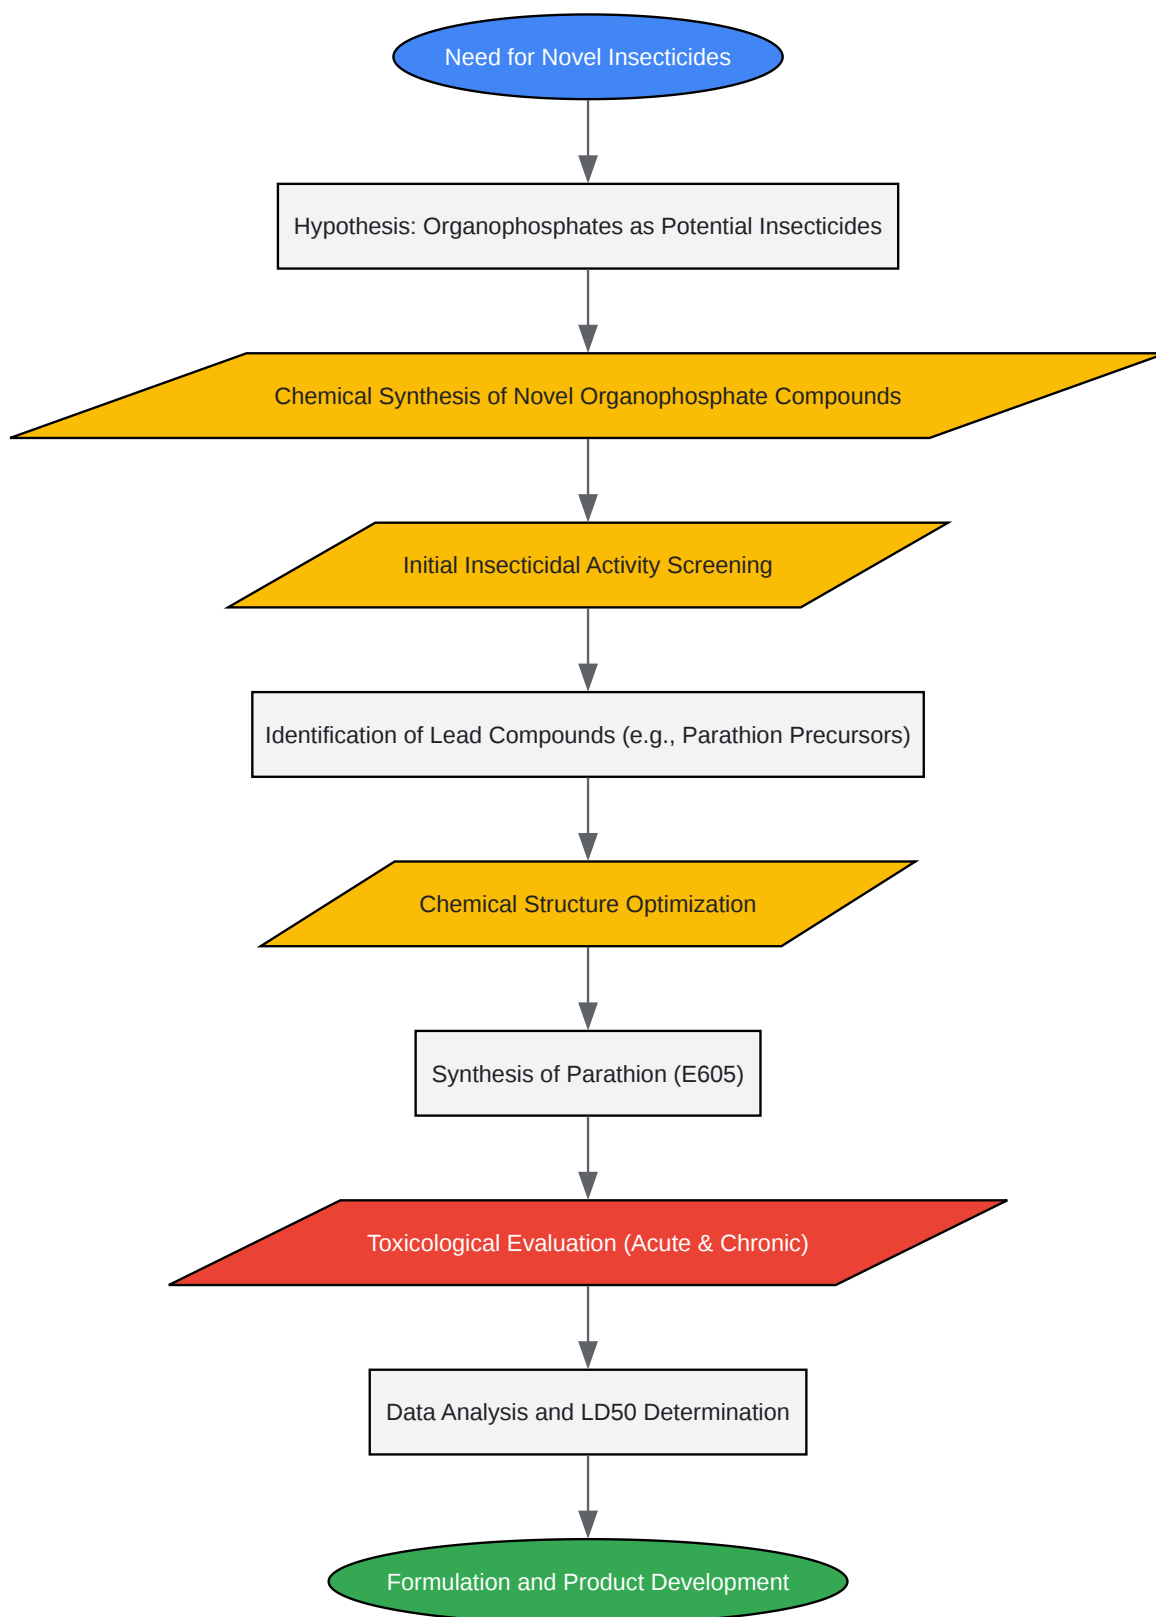 Need for Novel Insecticides
Hypothesis: Organophosphates as Potential Insecticides
Chemical Synthesis of Novel Organophosphate Compounds
Initial Insecticidal Activity Screening
Identification of Lead Compounds (e.g., Parathion Precursors)
Chemical Structure Optimization
Synthesis of Parathion (E605)
Toxicological Evaluation (Acute & Chronic)
Data Analysis and LD50 Determination
Formulation and Product Development